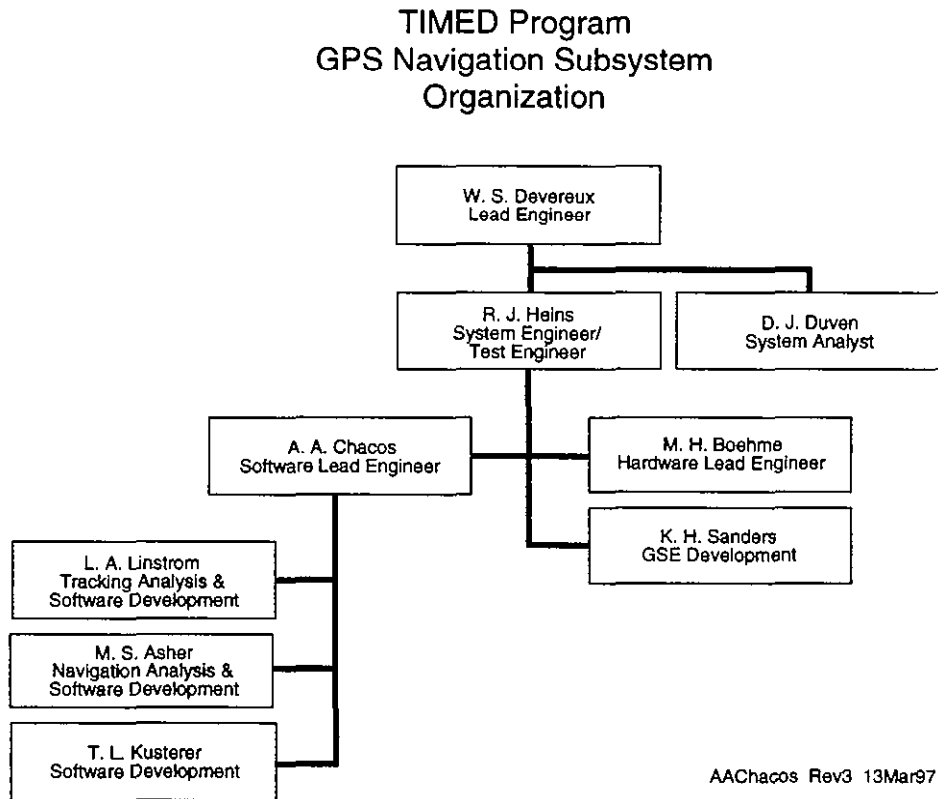 TIMED Program
GPS Navigation Subsystem
Organization
W. S. Devereux
Lead Engineer
R. J. Heins
System Engineer/
Test Engineer
D. J. Duven
System Analyst
A. A. Chacos
Software Lead Engineer
M. H. Boehme
Hardware Lead Engineer
K. H. Sanders
GSE Development
L. A. Linstrom
Tracking Analysis &
Software Development
M. S. Asher
Navigation Analysis &
Software Development
T. L. Kusterer
Software Development
AAChacos Rev3 13Mar97